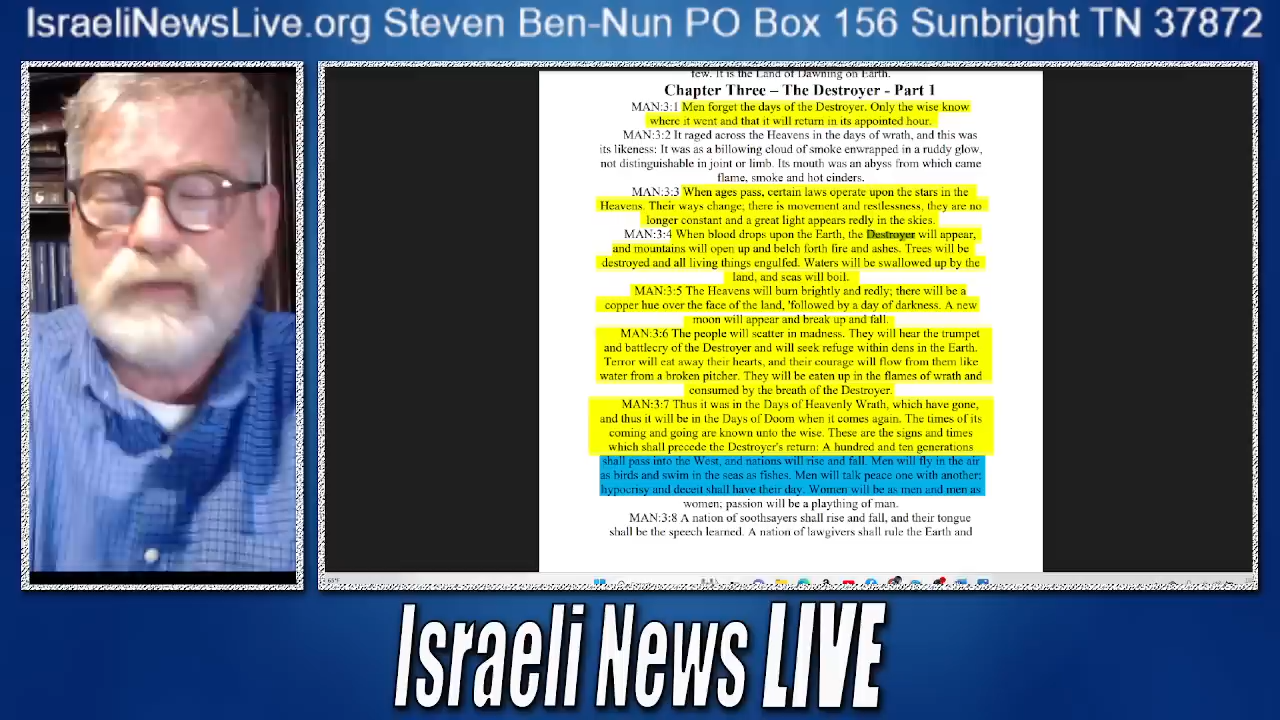 IsraeliNewsLive.org Steven Ben-Nun PO Box 156 Sunbright TN 37872
few. It is the Land of Dawning on Earth.
Chapter Three – The Destroyer - Part 1
MAN:3:1 Men forget the days of the Destroyer. Only the wise know
where it went and that it will return in its appointed hour.
MAN:3:2 It raged across the Heavens in the days of wrath, and this was
its likeness: It was as a billowing cloud of smoke enwrapped in a ruddy glow,
not distinguishable in joint or limb. Its mouth was an abyss from which came
flame, smoke and hot cinders.
MAN:3:3 When ages pass, certain laws operate upon the stars in the
Heavens. Their ways change; there is movement and restlessness, they are no
longer constant and a great light appears redly in the skies.
MAN:3:4 When blood drops upon the Earth, the Destroyer will appear,
and mountains will open up and belch forth fire and ashes. Trees will be
destroyed and all living things engulfed. Waters will be swallowed up by the
land, and seas will boil.
MAN:3:5 The Heavens will burn brightly and redly; there will be a
copper hue over the face of the land, 'followed by a day of darkness. A new
moon will appear and break up and fall.
MAN:3:6 The people will scatter in madness. They will hear the trumpet
and battlecry of the Destroyer and will seek refuge within dens in the Earth.
Terror will eat away their hearts, and their courage will flow from them like
water from a broken pitcher. They will be eaten up in the flames of wrath and
consumed by the breath of the Destroyer.
MAN:3:7 Thus it was in the Days of Heavenly Wrath, which have gone,
and thus it will be in the Days of Doom when it comes again. The times of its
coming and going are known unto the wise. These are the signs and times
which shall precede the Destroyer's return: A hundred and ten generations
shall pass into the West, and nations will rise and fall. Men will fly in the air
as birds and swim in the seas as fishes. Men will talk peace one with another;
hypocrisy and deceit shall have their day. Women will be as men and men as
women; passion will be a plaything of man.
MAN:3:8 A nation of soothsayers shall rise and fall, and their tongue
shall be the speech learned. A nation of lawgivers shall rule the Earth and
Israeli News LIVE